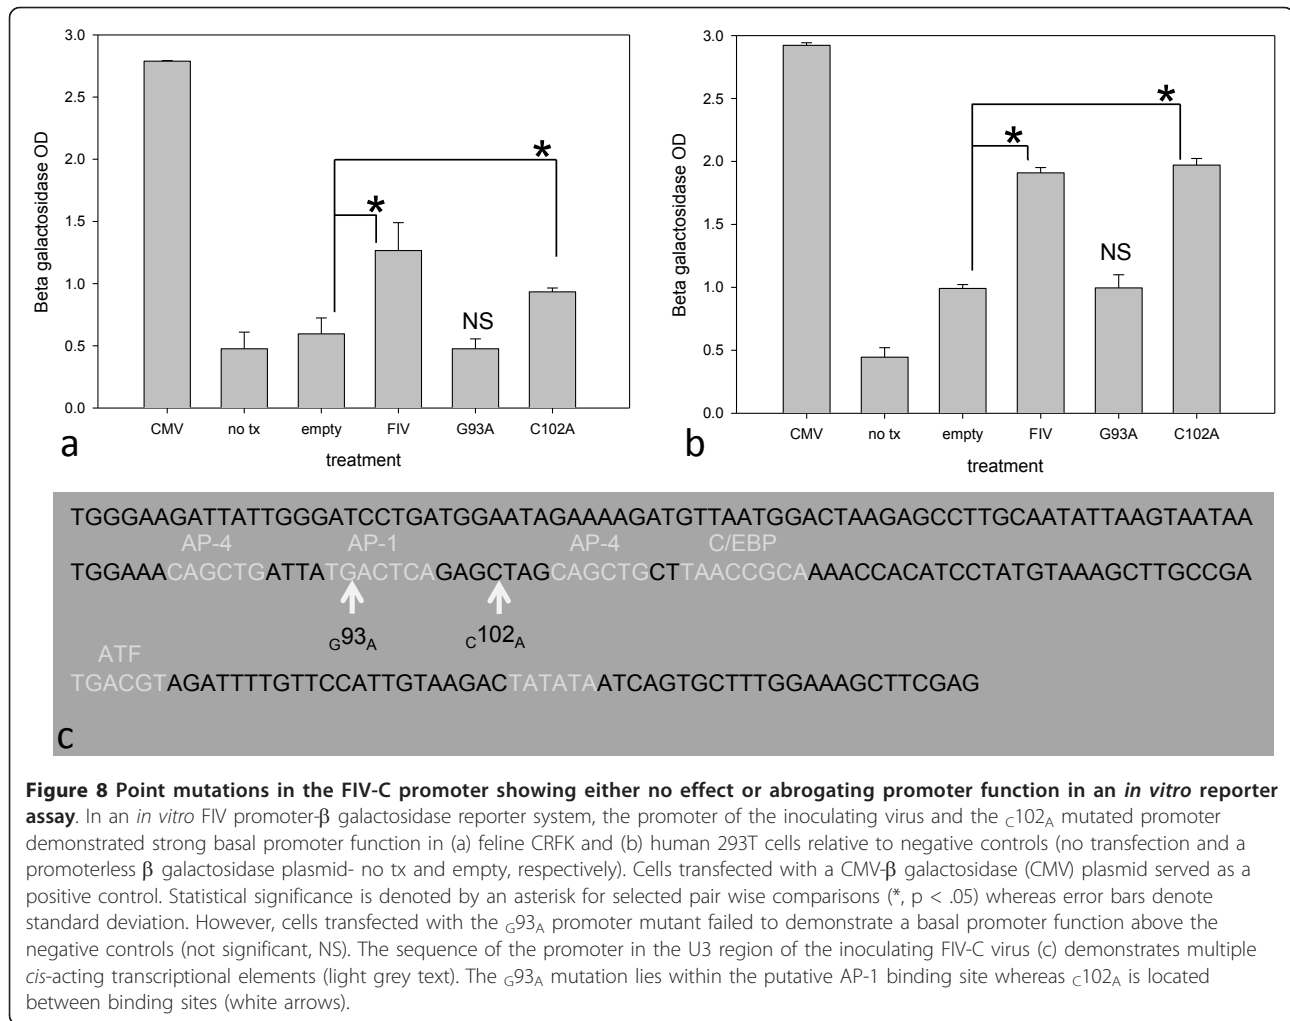 3.0
2.5
2.0
1.5
1.0
0.5
0.0
Beta galactosidase OD
*
*
NS
CMV no tx empty FIV G93A C102A
treatment
a
3.0
2.5
2.0
1.5
1.0
0.5
0.0
Beta galactosidase OD
*
*
NS
CMV no tx empty FIV G93A C102A
treatment
b
TGGGAAGATTATTGGGATCCTGATGGAATAGAAAAGATGTTAATGGACTAAGAGCCTTGCAATATTAAGTAATAA
AP-4 AP-1 AP-4 C/EBP
TGGAAACAGCTGATTATGACTCAGAGCTAGCAGCTGCTTAACCGCAAAACCACATCCTATGTAAAGCTTGCCGA
G93A C102A
ATF
TGACGTAGATTTTGTTCCATTGTAAGACTATATAATCAGTGCTTTGGAAAGCTTCGAG
c
Figure 8 Point mutations in the FIV-C promoter showing either no effect or abrogating promoter function in an in vitro reporter
assay. In an in vitro FIV promoter-β galactosidase reporter system, the promoter of the inoculating virus and the C102A mutated promoter
demonstrated strong basal promoter function in (a) feline CRFK and (b) human 293T cells relative to negative controls (no transfection and a
promoterless β galactosidase plasmid- no tx and empty, respectively). Cells transfected with a CMV-β galactosidase (CMV) plasmid served as a
positive control. Statistical significance is denoted by an asterisk for selected pair wise comparisons (*, p < .05) whereas error bars denote
standard deviation. However, cells transfected with the G93A promoter mutant failed to demonstrate a basal promoter function above the
negative controls (not significant, NS). The sequence of the promoter in the U3 region of the inoculating FIV-C virus (c) demonstrates multiple
cis-acting transcriptional elements (light grey text). The G93A mutation lies within the putative AP-1 binding site whereas C102A is located
between binding sites (white arrows).